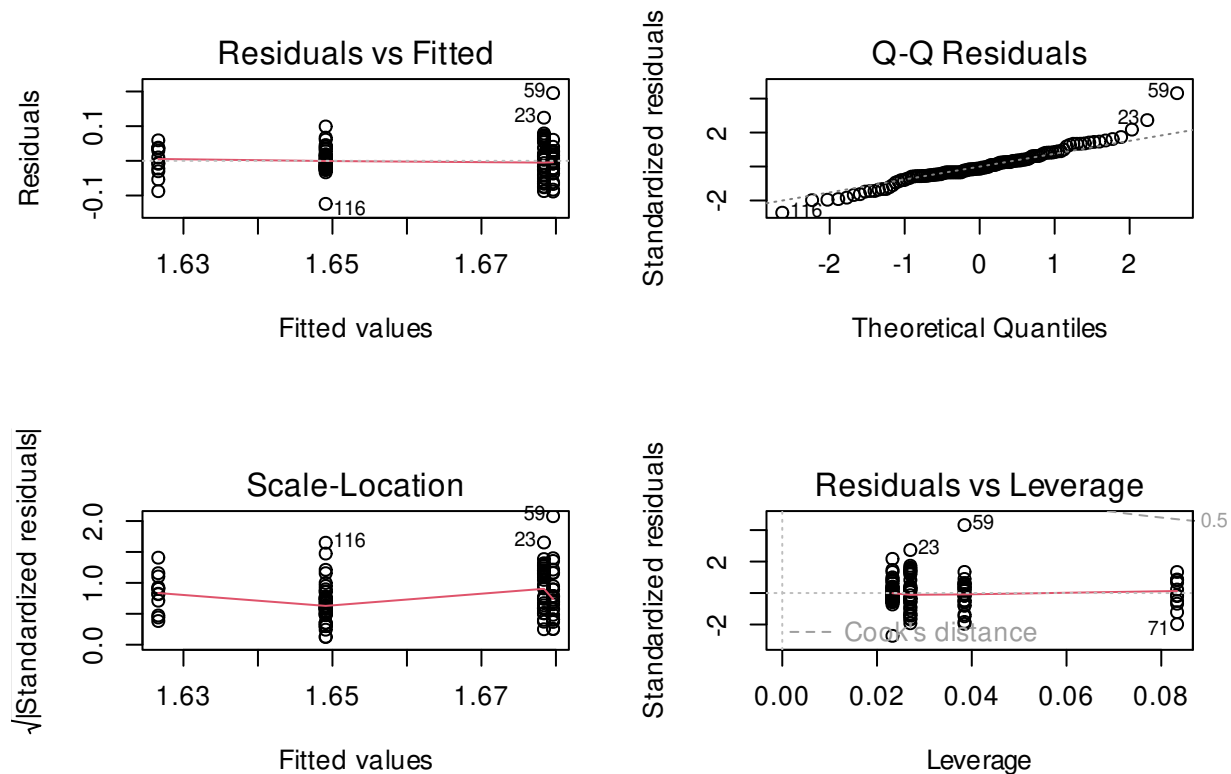 Residuals vs Fitted
Residuals
0.1
-0.1
59
23
116
1.63 1.65 1.67
Fitted values
Q-Q Residuals
Standardized residuals
2
-2
59
23
116
-2 -1 0 1 2
Theoretical Quantiles
Scale-Location
√|Standardized residuals|
2.0
1.0
0.0
59
116
23
1.63 1.65 1.67
Fitted values
Residuals vs Leverage
Standardized residuals
2
-2
59
0.5
23
71
Cook's distance
0.00 0.02 0.04 0.06 0.08
Leverage